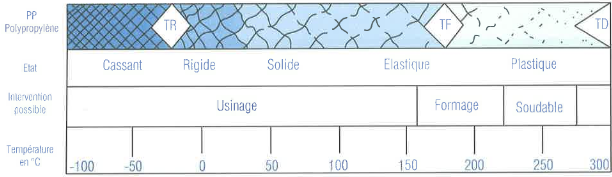 PP
Polypropylène
TR
TF
TD
Etat
Cassant Rigide Solide Elastique Plastique
Intervention
possible
Usinage Formage Soudable
Température
en °C
-100 -50 0 50 100 150 200 250 300